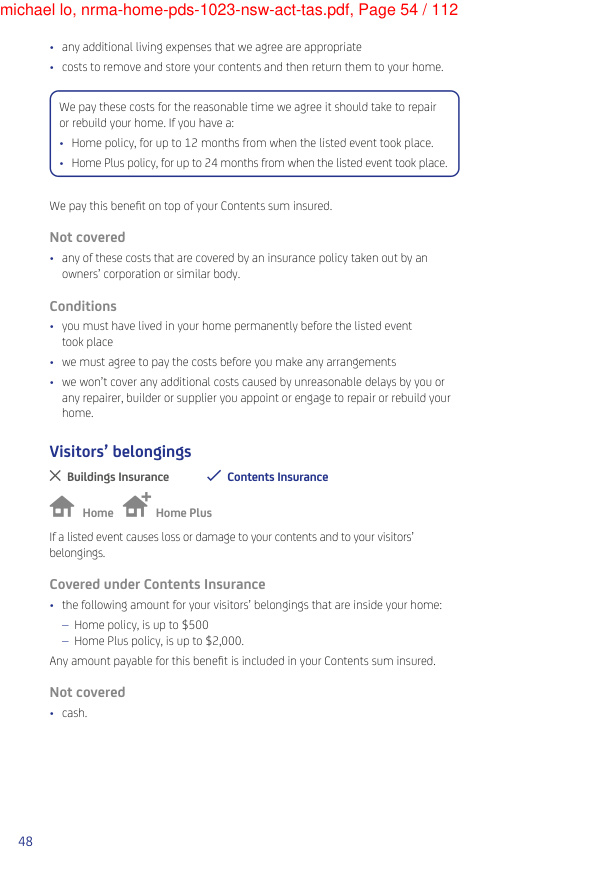 michael lo, nrma-home-pds-1023-nsw-act-tas.pdf, Page 54 / 112
• any additional living expenses that we agree are appropriate
• costs to remove and store your contents and then return them to your home.
We pay these costs for the reasonable time we agree it should take to repair
or rebuild your home. If you have a:
• Home policy, for up to 12 months from when the listed event took place.
• Home Plus policy, for up to 24 months from when the listed event took place.
We pay this benefit on top of your Contents sum insured.
Not covered
• any of these costs that are covered by an insurance policy taken out by an
owners’ corporation or similar body.
Conditions
• you must have lived in your home permanently before the listed event
took place
• we must agree to pay the costs before you make any arrangements
• we won’t cover any additional costs caused by unreasonable delays by you or
any repairer, builder or supplier you appoint or engage to repair or rebuild your
home.
Visitors’ belongings
Buildings Insurance Contents Insurance
Home Home Plus
If a listed event causes loss or damage to your contents and to your visitors’
belongings.
Covered under Contents Insurance
• the following amount for your visitors’ belongings that are inside your home:
– Home policy, is up to $500
– Home Plus policy, is up to $2,000.
Any amount payable for this benefit is included in your Contents sum insured.
Not covered
• cash.
48